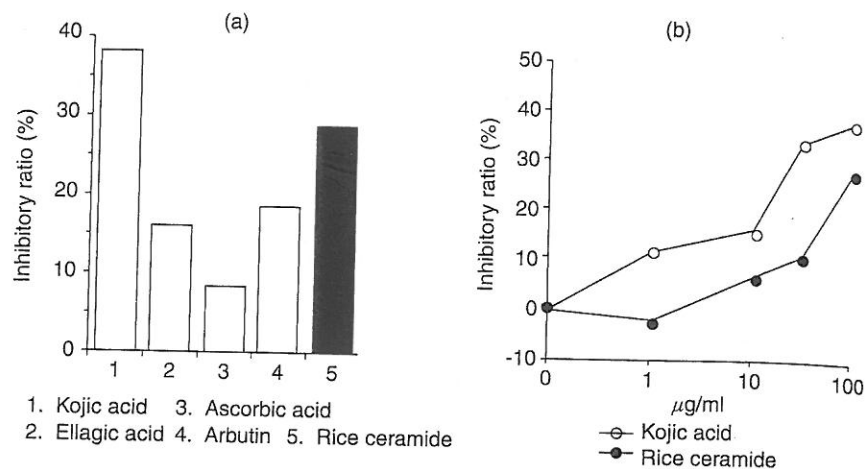 (a)
Inhibitory ratio (%)
40
30
20
10
0
1 2 3 4 5
1. Kojic acid 3. Ascorbic acid
2. Ellagic acid 4. Arbutin 5. Rice ceramide
(b)
Inhibitory ratio (%)
50
40
30
20
10
0
-10
0 1 10 100
μg/ml
Kojic acid
Rice ceramide